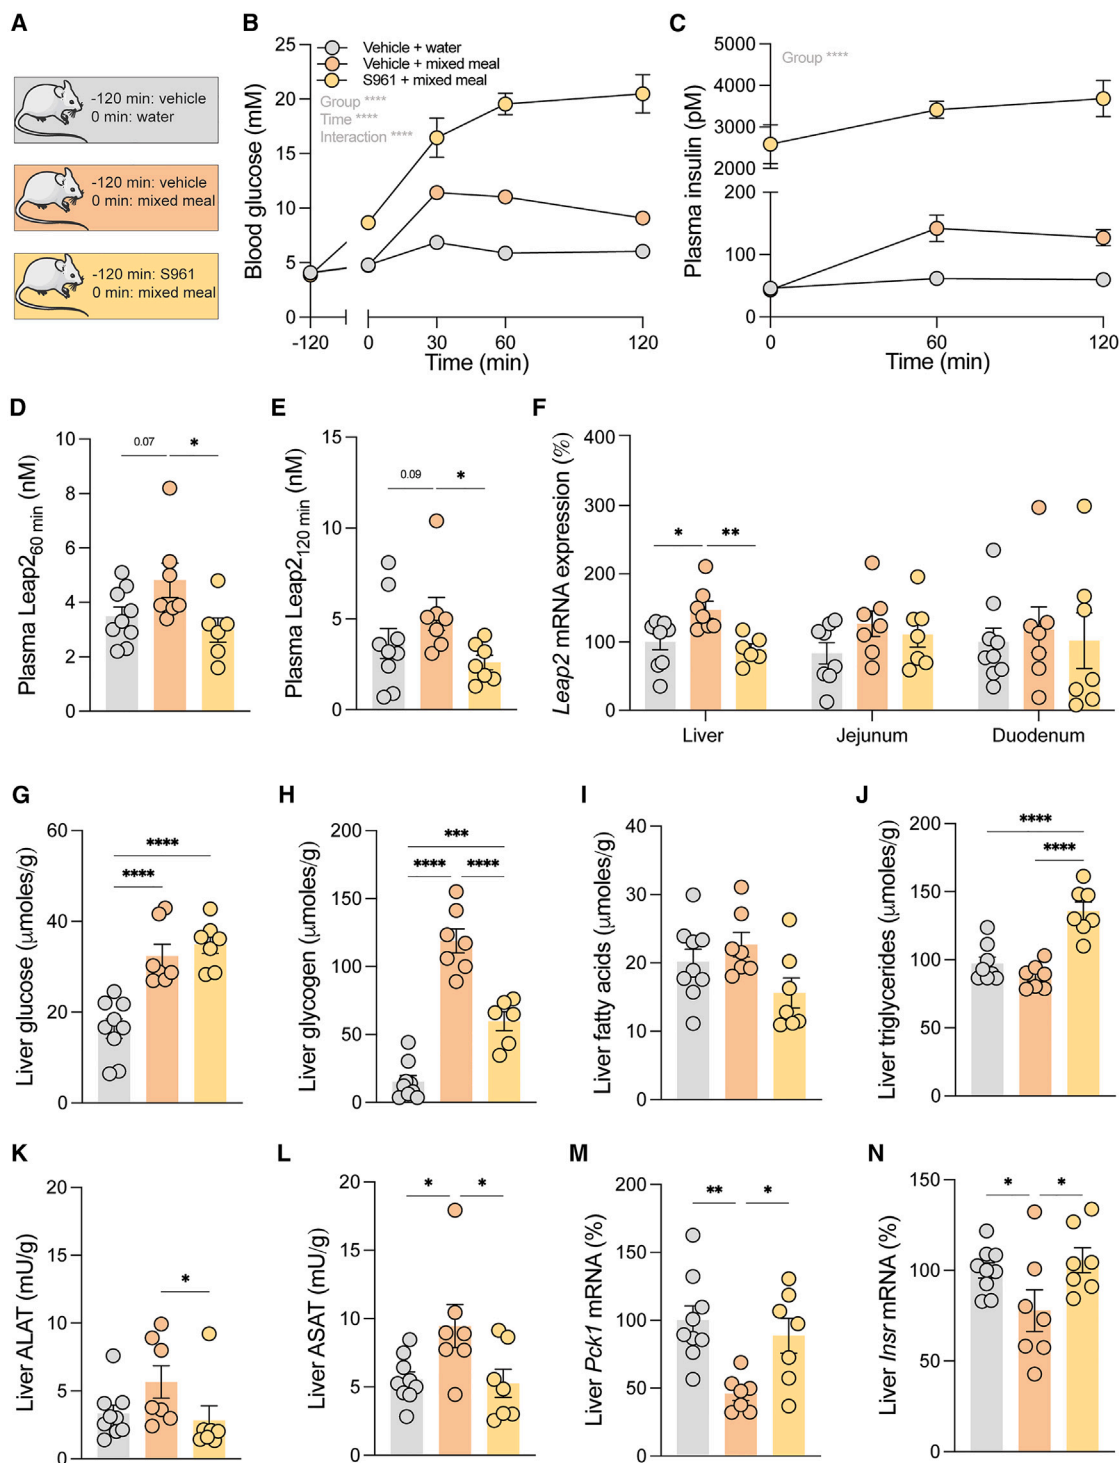 A
-120 min: vehicle
0 min: water
-120 min: vehicle
0 min: mixed meal
-120 min: S961
0 min: mixed meal
B
Vehicle + water
Vehicle + mixed meal
S961 + mixed meal
Group ****
Time ****
Interaction ****
Blood glucose (mM)
25
20
15
10
5
0
-120
0
30
60
120
Time (min)
C
Group ****
Plasma insulin (pM)
5000
4000
3000
2000
200
100
0
0
60
120
Time (min)
D
Plasma Leap2 60 min (nM)
10
8
6
4
2
0
0.07
*
E
Plasma Leap2 120 min (nM)
15
10
5
0
0.09
*
F
Leap2 mRNA expression (%)
400
300
200
100
0
*
**
Liver
Jejunum
Duodenum
G
Liver glucose (μmoles/g)
60
40
20
0
****
****
H
Liver glycogen (μmoles/g)
200
150
100
50
0
***
****
****
I
Liver fatty acids (μmoles/g)
40
30
20
10
0
J
Liver triglycerides (μmoles/g)
200
150
100
50
0
****
****
K
Liver ALAT (mU/g)
20
15
10
5
0
*
L
Liver ASAT (mU/g)
20
15
10
5
0
*
*
M
Liver Pck1 mRNA (%)
200
150
100
50
0
**
*
N
Liver Insr mRNA (%)
150
100
50
0
*
*